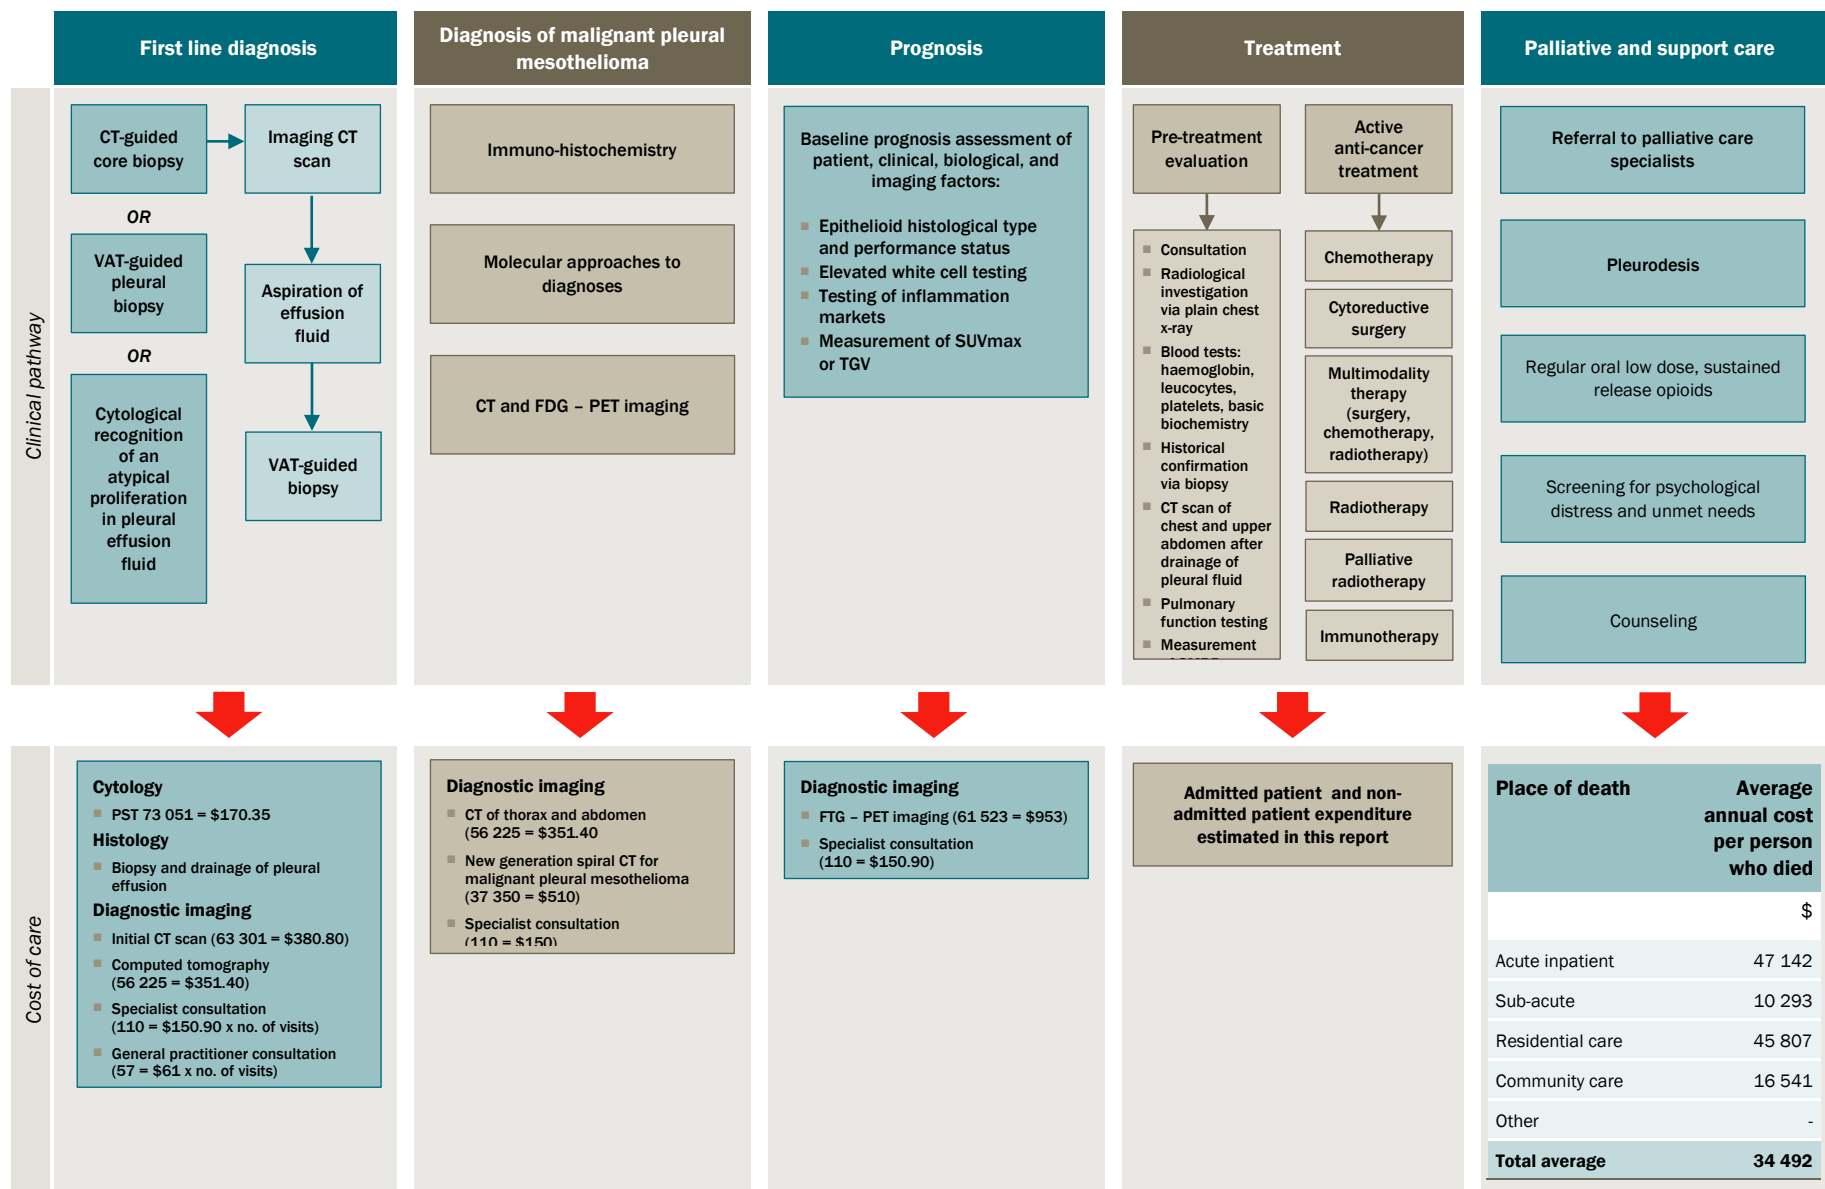 First line diagnosis
Diagnosis of malignant pleural
mesothelioma
Prognosis
Treatment
Palliative and support care
Clinical pathway
CT-guided
core biopsy
OR
VAT-guided
pleural
biopsy
OR
Cytological
recognition
of an
atypical
proliferation
in pleural
effusion
fluid
Imaging CT
scan
Aspiration of
effusion
fluid
VAT-guided
biopsy
Immuno-histochemistry
Molecular approaches to
diagnoses
CT and FDG – PET imaging
Baseline prognosis assessment of
patient, clinical, biological, and
imaging factors:
Epithelioid histological type
and performance status
Elevated white cell testing
Testing of inflammation
markets
Measurement of SUVmax
or TGV
Pre-treatment
evaluation
Consultation
Radiological
investigation
via plain chest
x-ray
Blood tests:
haemoglobin,
leucocytes,
platelets, basic
biochemistry
Historical
confirmation
via biopsy
CT scan of
chest and upper
abdomen after
drainage of
pleural fluid
Pulmonary
function testing
Measurement
Active
anti-cancer
treatment
Chemotherapy
Cytoreductive
surgery
Multimodality
therapy
(surgery,
chemotherapy,
radiotherapy)
Radiotherapy
Palliative
radiotherapy
Immunotherapy
Referral to palliative care
specialists
Pleurodesis
Regular oral low dose, sustained
release opioids
Screening for psychological
distress and unmet needs
Counseling
Cost of care
Cytology
PST 73 051 = $170.35
Histology
Biopsy and drainage of pleural
effusion
Diagnostic imaging
Initial CT scan (63 301 = $380.80)
Computed tomography
(56 225 = $351.40)
Specialist consultation
(110 = $150.90 x no. of visits)
General practitioner consultation
(57 = $61 x no. of visits)
Diagnostic imaging
CT of thorax and abdomen
(56 225 = $351.40
New generation spiral CT for
malignant pleural mesothelioma
(37 350 = $510)
Specialist consultation
(110 = $150)
Diagnostic imaging
FTG – PET imaging (61 523 = $953)
Specialist consultation
(110 = $150.90)
Admitted patient and non-
admitted patient expenditure
estimated in this report
Place of death Average
annual cost
per person
who died
$
Acute inpatient 47 142
Sub-acute 10 293
Residential care 45 807
Community care 16 541
Other -
Total average 34 492